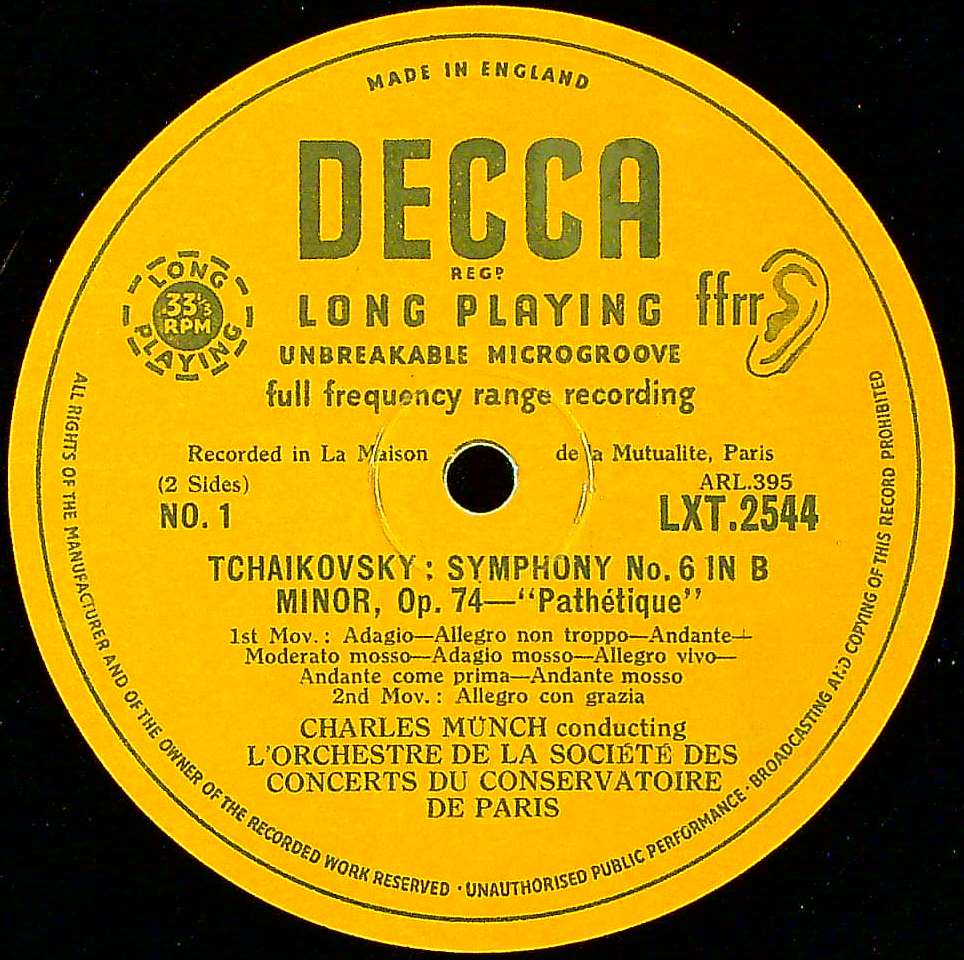 MADE IN ENGLAND
DECCA
REGD
LONG PLAYING
33⅓ RPM
LONG PLAYING
ffrr
UNBREAKABLE MICROGROOVE
full frequency range recording
Recorded in La Maison de la Mutualite, Paris
(2 Sides) ARL.395
NO. 1 LXT.2544
TCHAIKOVSKY : SYMPHONY No. 6 IN B
MINOR, Op. 74—"Pathétique"
1st Mov. : Adagio—Allegro non troppo—Andante—
Moderato mosso—Adagio mosso—Allegro vivo—
Andante come prima—Andante mosso
2nd Mov. : Allegro con grazia
CHARLES MÜNCH conducting
L'ORCHESTRE DE LA SOCIÉTÉ DES
CONCERTS DU CONSERVATOIRE
DE PARIS
ALL RIGHTS OF THE MANUFACTURER AND OF THE OWNER OF THE RECORDED WORK RESERVED · UNAUTHORISED PUBLIC PERFORMANCE · BROADCASTING AND COPYING OF THIS RECORD PROHIBITED